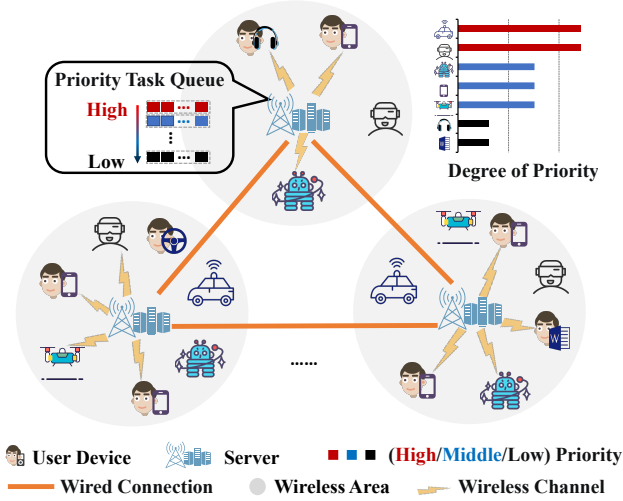 Priority Task Queue
High
Low
Degree of Priority
W
......
User Device
Server
(High/Middle/Low) Priority
Wired Connection
Wireless Area
Wireless Channel